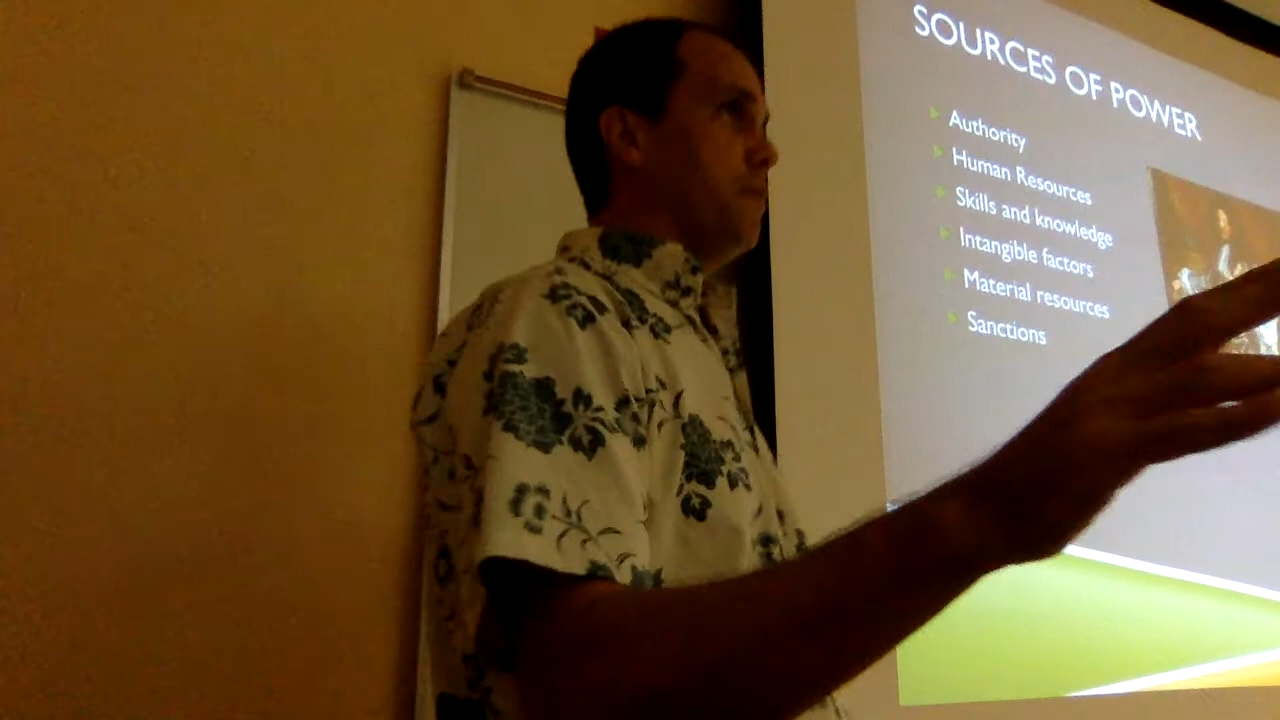 SOURCES OF POWER
Authority
Human Resources
Skills and knowledge
Intangible factors
Material resources
Sanctions